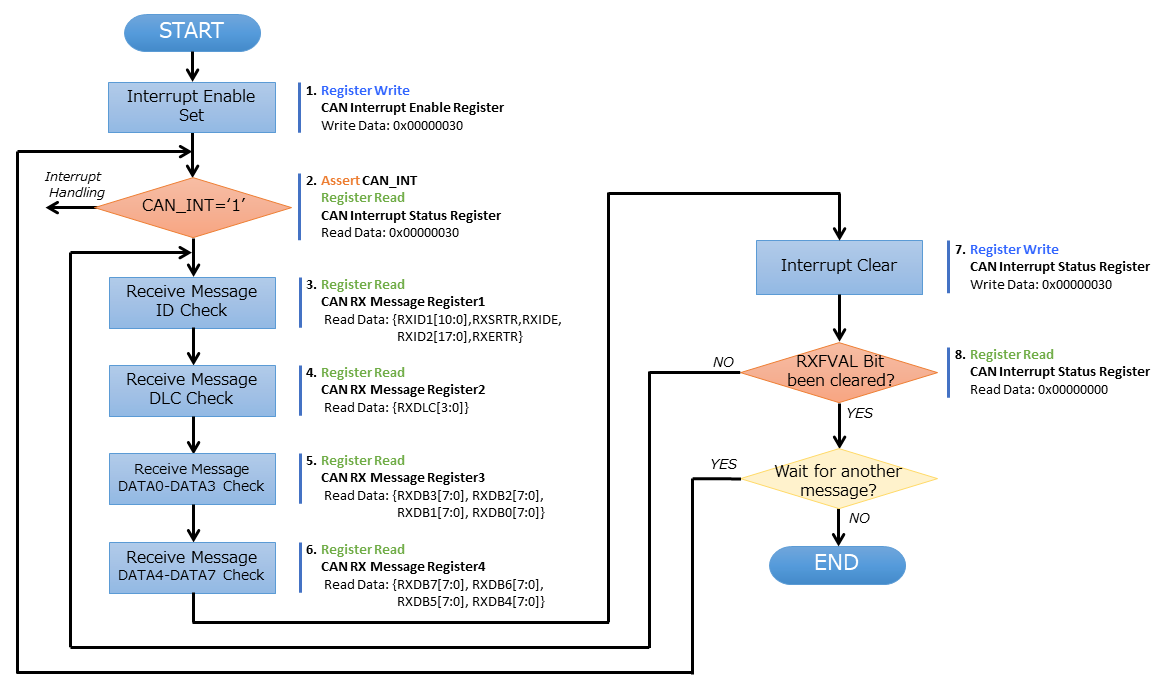 START
Interrupt Enable
Set
1. Register Write
CAN Interrupt Enable Register
Write Data: 0x00000030
Interrupt
Handling
CAN_INT=‘1’
2. Assert CAN_INT
Register Read
CAN Interrupt Status Register
Read Data: 0x00000030
Receive Message
ID Check
3. Register Read
CAN RX Message Register1
Read Data: {RXID1[10:0],RXSRTR,RXIDE,
RXID2[17:0],RXERTR}
Receive Message
DLC Check
4. Register Read
CAN RX Message Register2
Read Data: {RXDLC[3:0]}
Receive Message
DATA0-DATA3 Check
5. Register Read
CAN RX Message Register3
Read Data: {RXDB3[7:0], RXDB2[7:0],
RXDB1[7:0], RXDB0[7:0]}
Receive Message
DATA4-DATA7 Check
6. Register Read
CAN RX Message Register4
Read Data: {RXDB7[7:0], RXDB6[7:0],
RXDB5[7:0], RXDB4[7:0]}
Interrupt Clear
7. Register Write
CAN Interrupt Status Register
Write Data: 0x00000030
NO
RXFVAL Bit
been cleared?
8. Register Read
CAN Interrupt Status Register
Read Data: 0x00000000
YES
YES
Wait for another
message?
NO
END